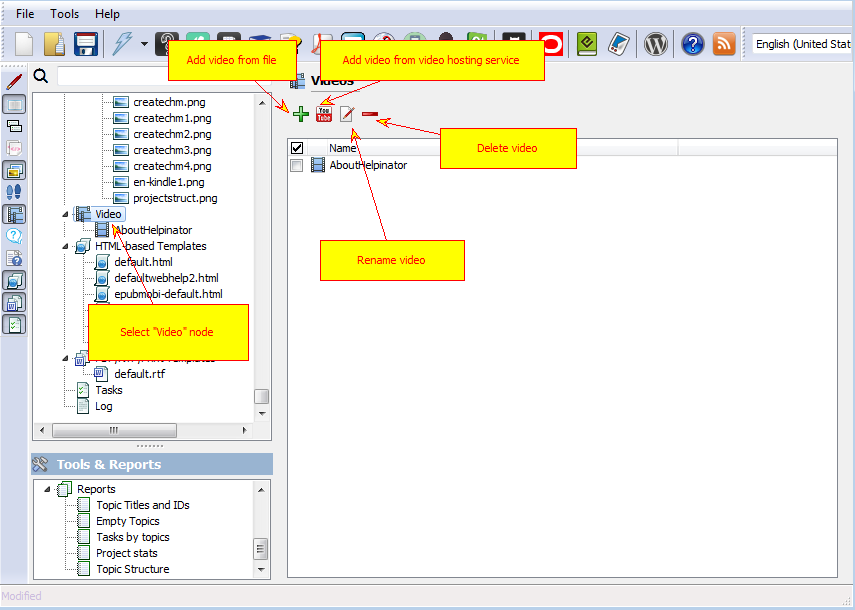 File Tools Help
English (United Stat
Add video from file
Add video from video hosting service
Videos
You
Tube
Delete video
Name
AboutHelpinator
Rename video
createchm.png
createchm1.png
createchm2.png
createchm3.png
createchm4.png
en-kindle1.png
projectstruct.png
Video
AboutHelpinator
HTML-based Templates
default.html
defaultwebhelp2.html
epubmobi-default.html
Select "Video" node
default.rtf
Tasks
Log
Tools & Reports
Reports
Topic Titles and IDs
Empty Topics
Tasks by topics
Project stats
Topic Structure
Modified